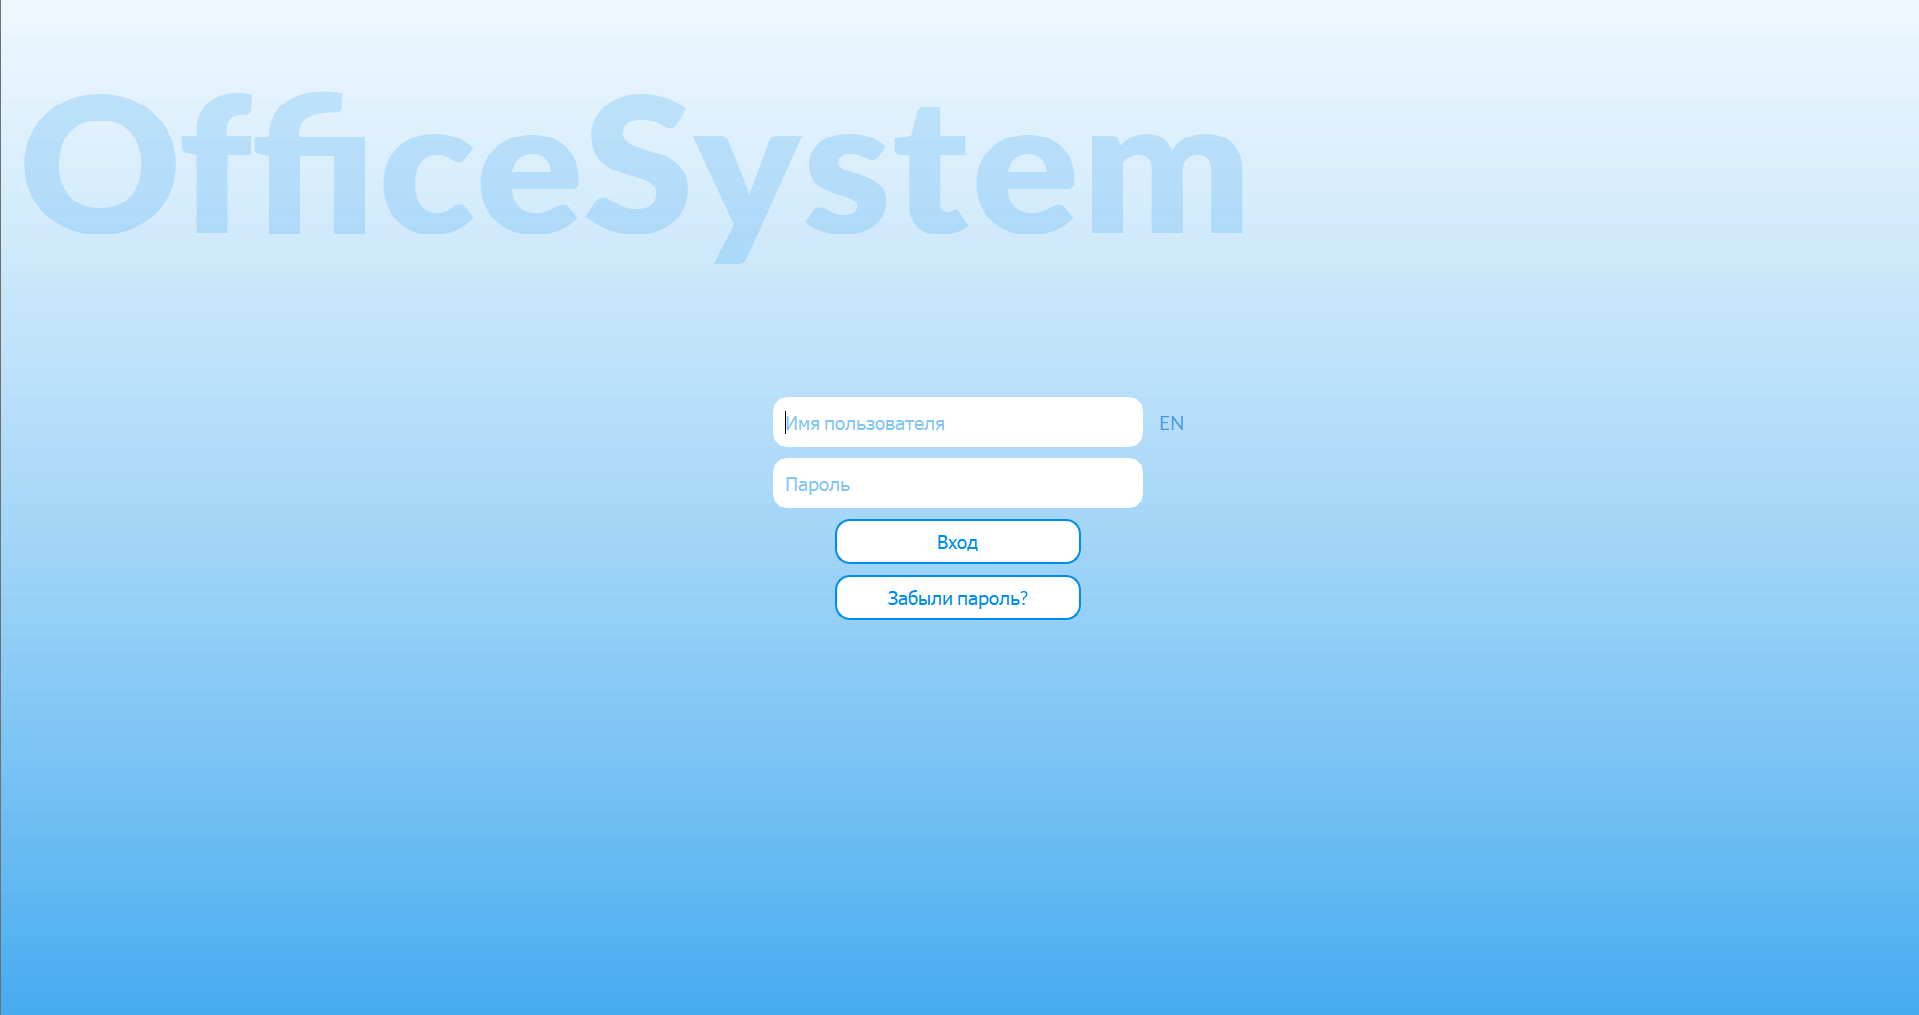 OfficeSystem
Имя пользователя EN
Пароль
Вход
Забыли пароль?